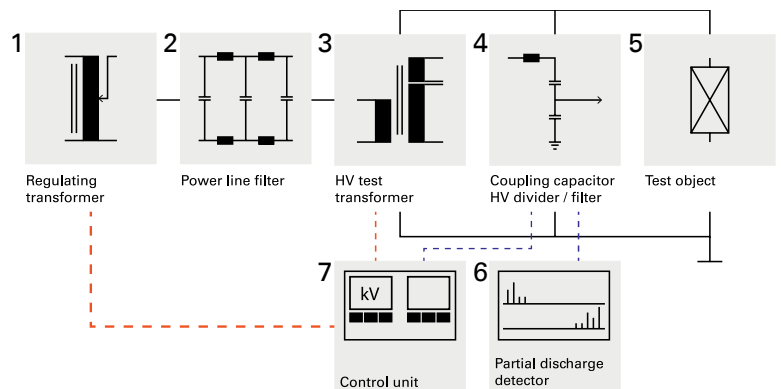 1
2
3
4
5
Regulating
transformer
Power line filter
HV test
transformer
Coupling capacitor
HV divider / filter
Test object
7
kV
Control unit
6
Partial discharge
detector